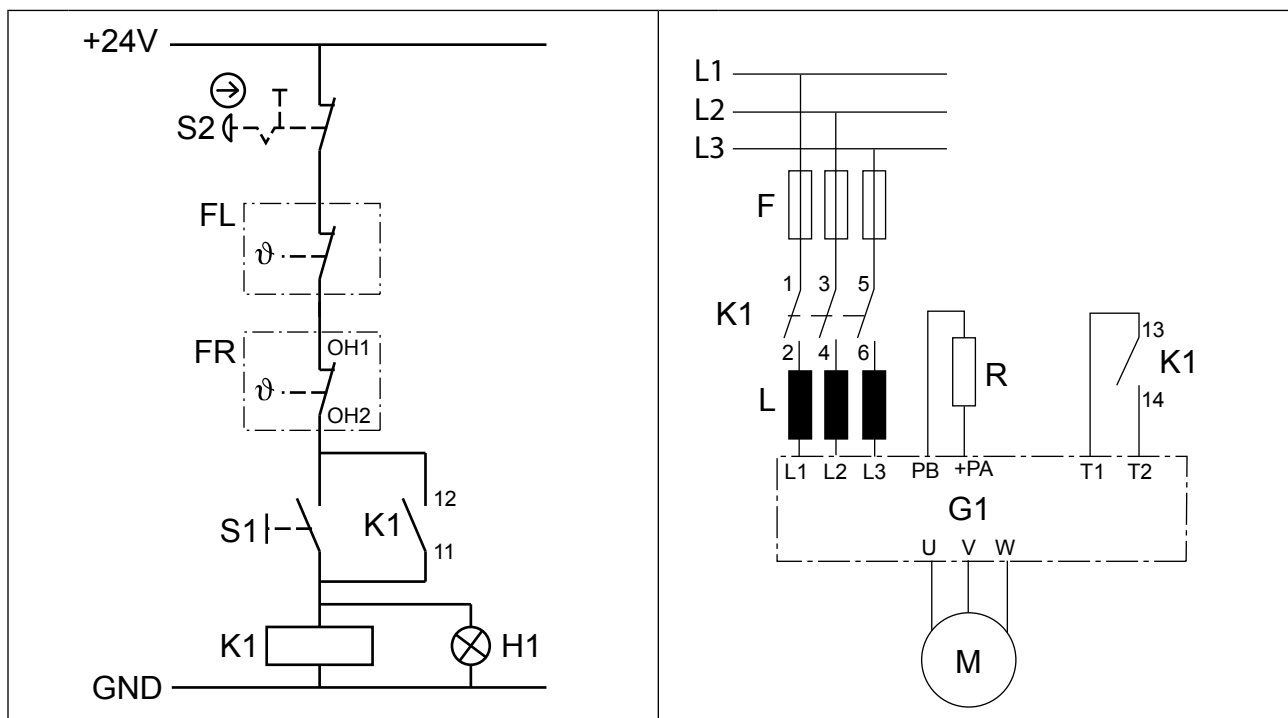 +24V
S2
FL
ϑ
FR
OH1
ϑ
OH2
S1
K1
12
11
K1
H1
GND
L1
L2
L3
F
1 3 5
K1
2 4 6
L
R
13
K1
14
L1 L2 L3 PB +PA T1 T2
G1
U V W
M